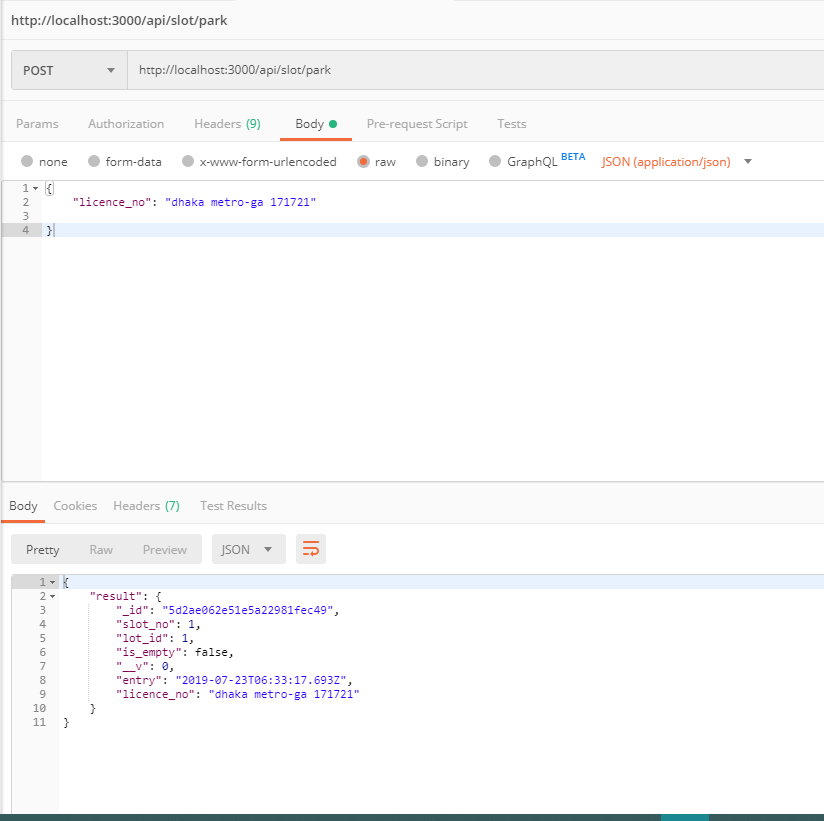 http://localhost:3000/api/slot/park
POST http://localhost:3000/api/slot/park
Params Authorization Headers (9) Body Pre-request Script Tests
none form-data x-www-form-urlencoded raw binary GraphQL BETA JSON (application/json)
1 {
2 "licence_no": "dhaka metro-ga 171721"
3
4 }
Body Cookies Headers (7) Test Results
Pretty Raw Preview JSON
1 {
2 "result": {
3 "_id": "5d2ae062e51e5a22981fec49",
4 "slot_no": 1,
5 "lot_id": 1,
6 "is_empty": false,
7 "__v": 0,
8 "entry": "2019-07-23T06:33:17.693Z",
9 "licence_no": "dhaka metro-ga 171721"
10 }
11 }